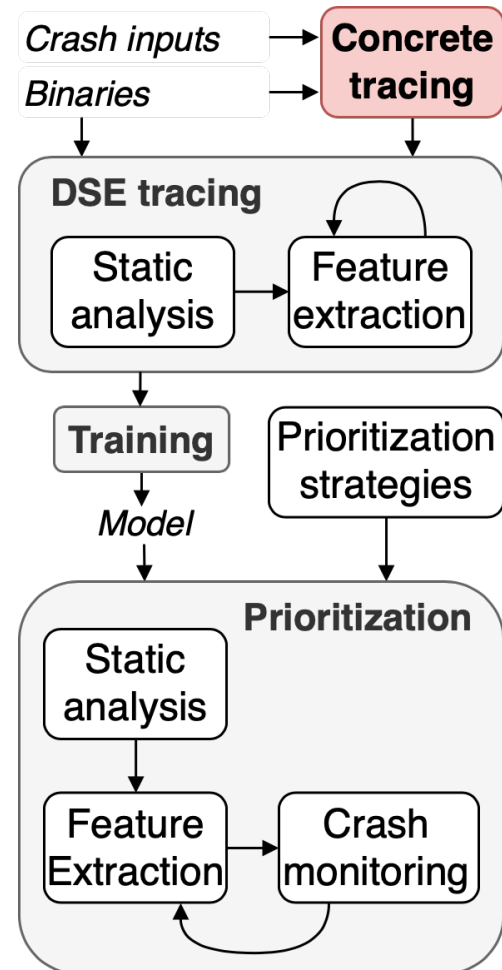 Crash inputs
Binaries
Concrete
tracing
DSE tracing
Static
analysis
Feature
extraction
Training
Prioritization
strategies
Model
Prioritization
Static
analysis
Feature
Extraction
Crash
monitoring